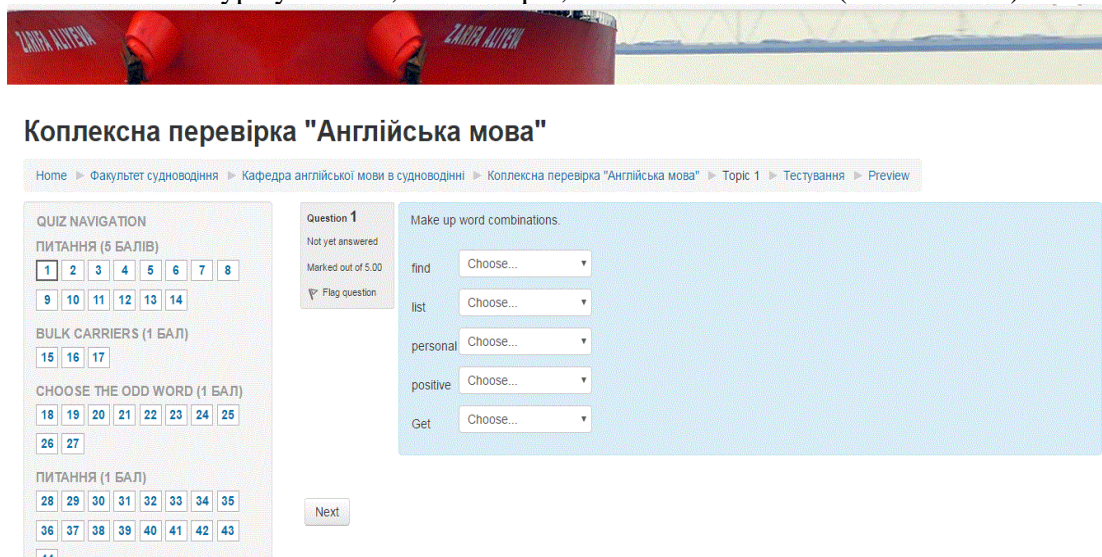 ZARIFA ALIYEVA
ZARIFA ALIYEVA
Коплексна перевірка "Англійська мова"
Home ► Факультет судноводіння ► Кафедра англійської мови в судноводінні ► Коплексна перевірка "Англійська мова" ► Topic 1 ► Тестування ► Preview
QUIZ NAVIGATION
ПИТАННЯ (5 БАЛІВ)
1 2 3 4 5 6 7 8
9 10 11 12 13 14
BULK CARRIERS (1 БАЛ)
15 16 17
CHOOSE THE ODD WORD (1 БАЛ)
18 19 20 21 22 23 24 25
26 27
ПИТАННЯ (1 БАЛ)
28 29 30 31 32 33 34 35
36 37 38 39 40 41 42 43
Question 1
Not yet answered
Marked out of 5.00
Flag question
Make up word combinations.
find Choose...
list Choose...
personal Choose...
positive Choose...
Get Choose...
Next